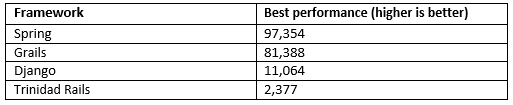 Framework Best performance (higher is better)
Spring 97,354
Grails 81,388
Django 11,064
Trinidad Rails 2,377